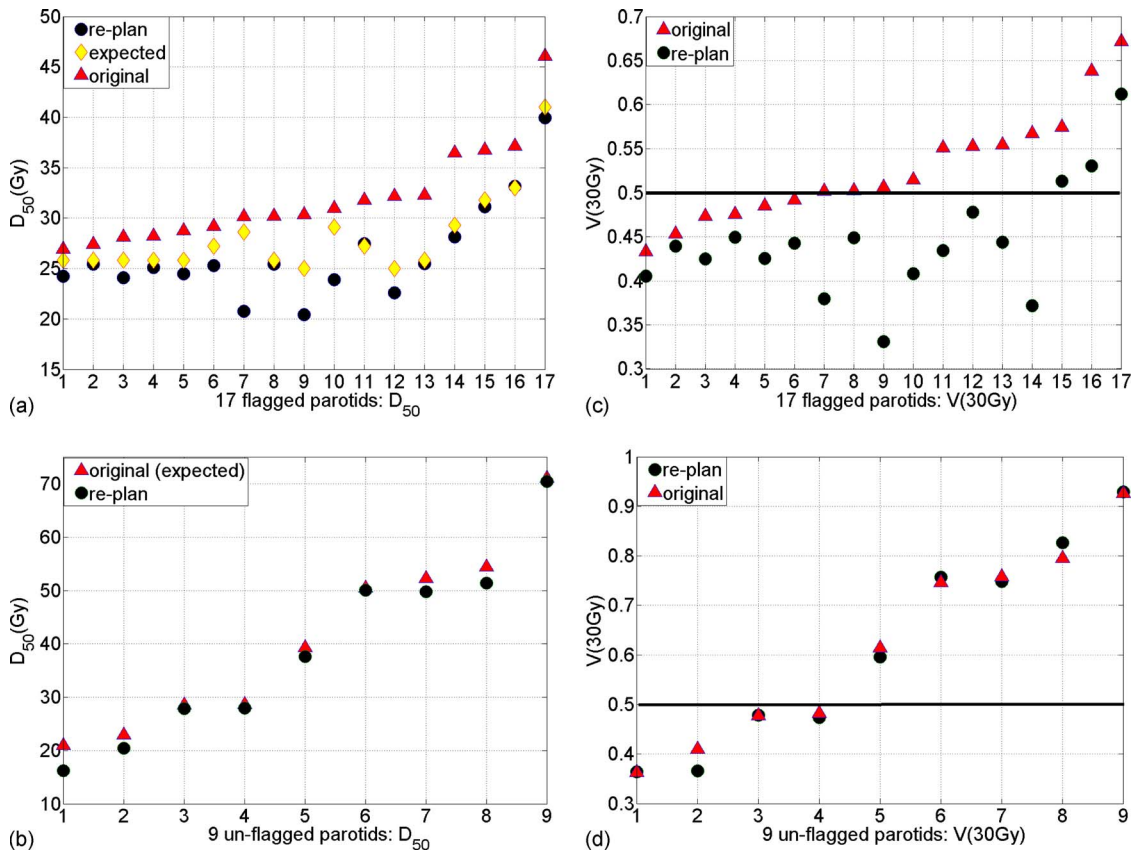 re-plan
expected
original
50
45
40
35
30
25
20
15
D50(Gy)
1 2 3 4 5 6 7 8 9 10 11 12 13 14 15 16 17
(a)
17 flagged parotids: D50
original
re-plan
0.7
0.65
0.6
0.55
0.5
0.45
0.4
0.35
0.3
V(30Gy)
1 2 3 4 5 6 7 8 9 10 11 12 13 14 15 16 17
(c)
17 flagged parotids: V(30Gy)
original (expected)
re-plan
70
60
50
40
30
20
10
D50(Gy)
1 2 3 4 5 6 7 8 9
(b)
9 un-flagged parotids: D50
re-plan
original
1
0.9
0.8
0.7
0.6
0.5
0.4
0.3
V(30Gy)
1 2 3 4 5 6 7 8 9
(d)
9 un-flagged parotids: V(30Gy)